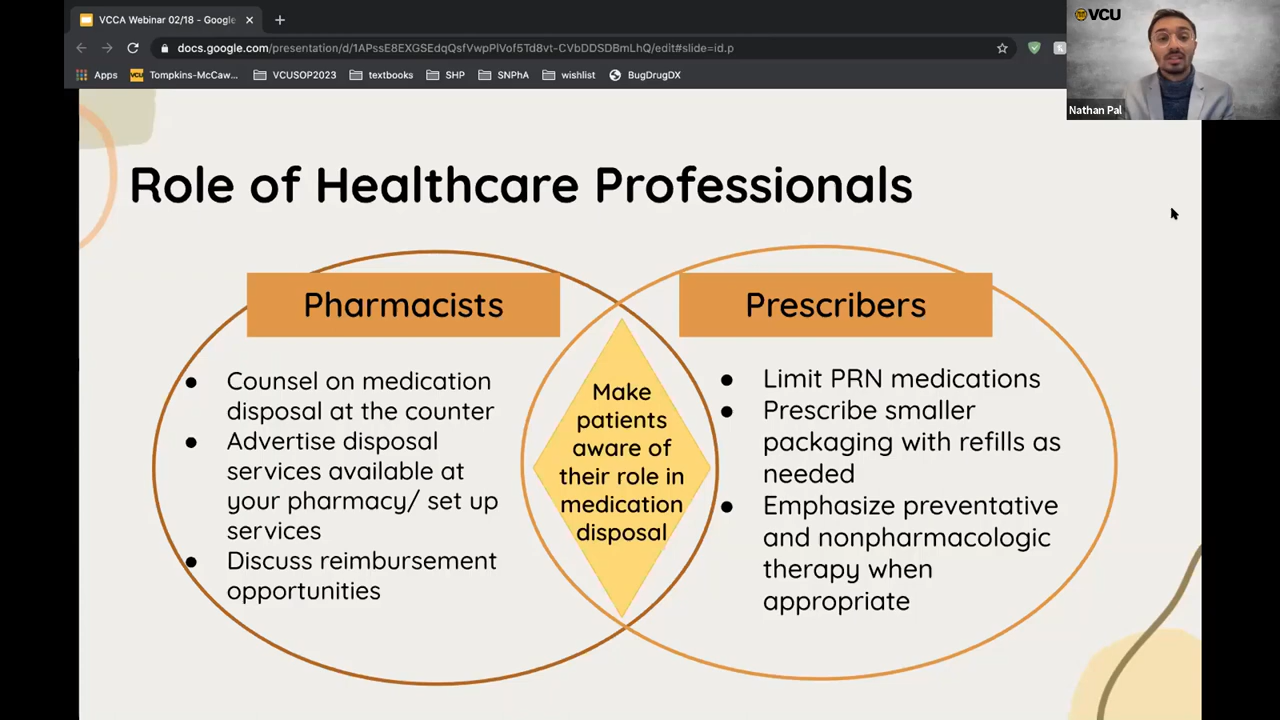 VCCA Webinar 02/18 - Google
docs.google.com/presentation/d/1APssE8EXGSEdqQsfVwpPlVof5Td8vt-CVbDDSDBmLhQ/edit#slide=id.p
Apps
VCU
Tompkins-McCaw...
VCUSOP2023
textbooks
SHP
SNPhA
wishlist
BugDrugDX
VCU
Nathan Pal
Role of Healthcare Professionals
Pharmacists
● Counsel on medication
disposal at the counter
● Advertise disposal
services available at
your pharmacy/ set up
services
● Discuss reimbursement
opportunities
Make
patients
aware of
their role in
medication
disposal
Prescribers
● Limit PRN medications
● Prescribe smaller
packaging with refills as
needed
● Emphasize preventative
and nonpharmacologic
therapy when
appropriate